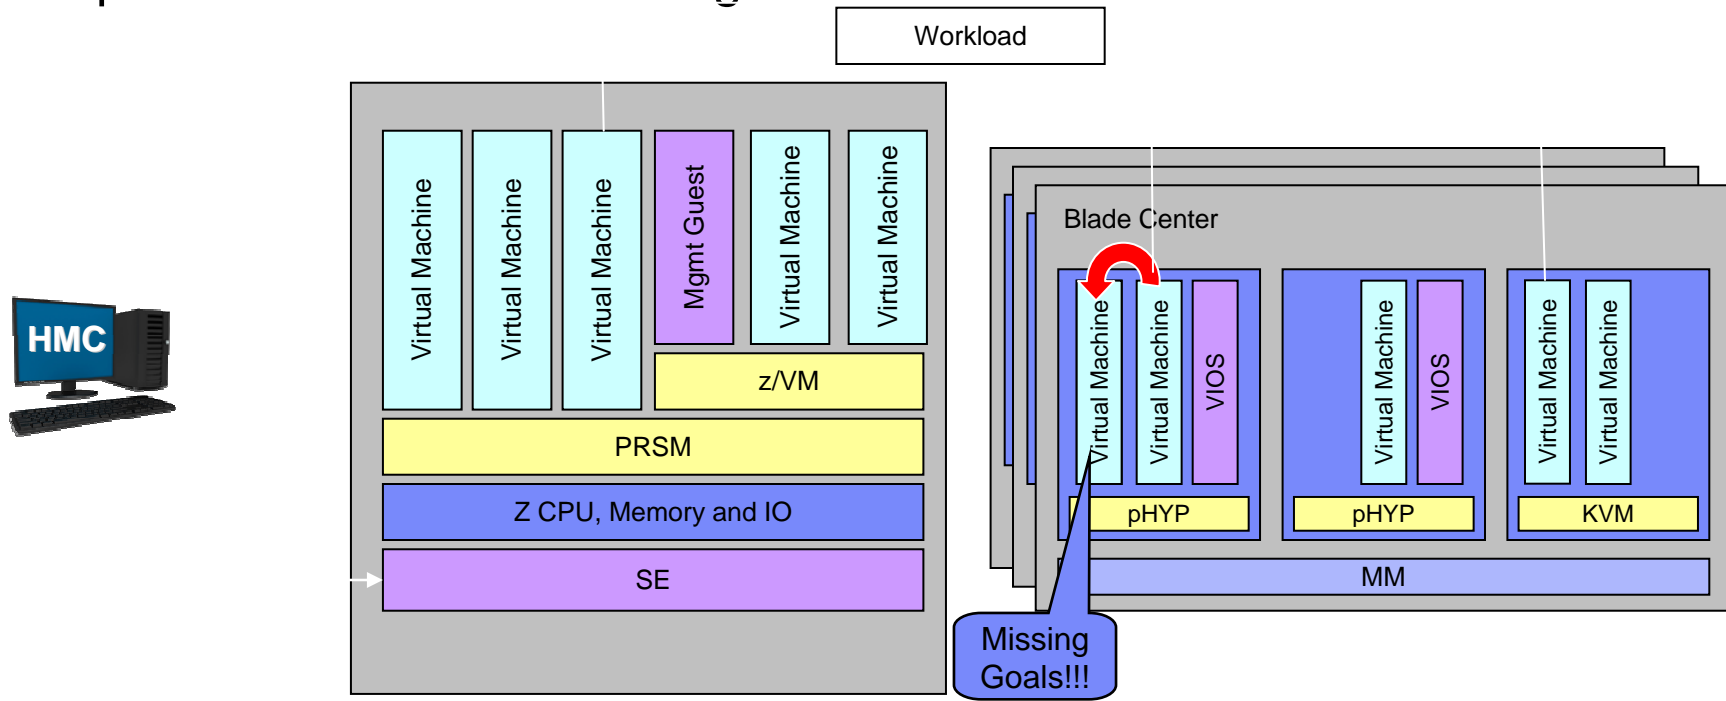 Workload
HMC
Virtual Machine
Virtual Machine
Virtual Machine
Mgmt Guest
Virtual Machine
Virtual Machine
z/VM
PRSM
Z CPU, Memory and IO
SE
Blade Center
Virtual Machine
Virtual Machine
VIOS
pHYP
Virtual Machine
VIOS
pHYP
Virtual Machine
Virtual Machine
KVM
MM
Missing
Goals!!!